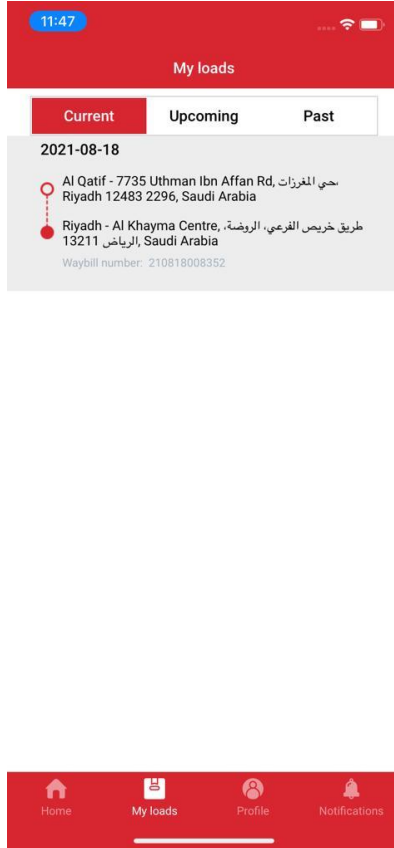 11:47
My loads
Current Upcoming Past
2021-08-18
Al Qatif - 7735 Uthman Ibn Affan Rd, حي المغرزات،
Riyadh 12483 2296, Saudi Arabia
Riyadh - Al Khayma Centre, طريق خريص الفرعي، الروضة،
الرياض 13211, Saudi Arabia
Waybill number: 210818008352
Home My loads Profile Notifications